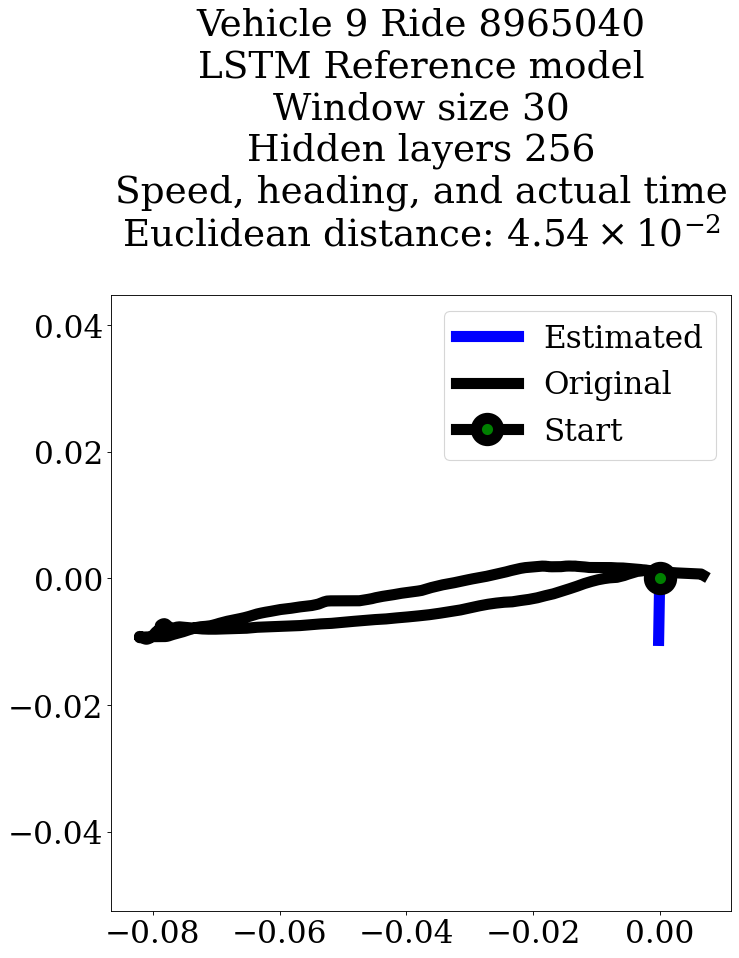 Vehicle 9 Ride 8965040
LSTM Reference model
Window size 30
Hidden layers 256
Speed, heading, and actual time
Euclidean distance: 4.54 × 10⁻²
Estimated
Original
Start
0.04
0.02
0.00
−0.02
−0.04
−0.08 −0.06 −0.04 −0.02 0.00